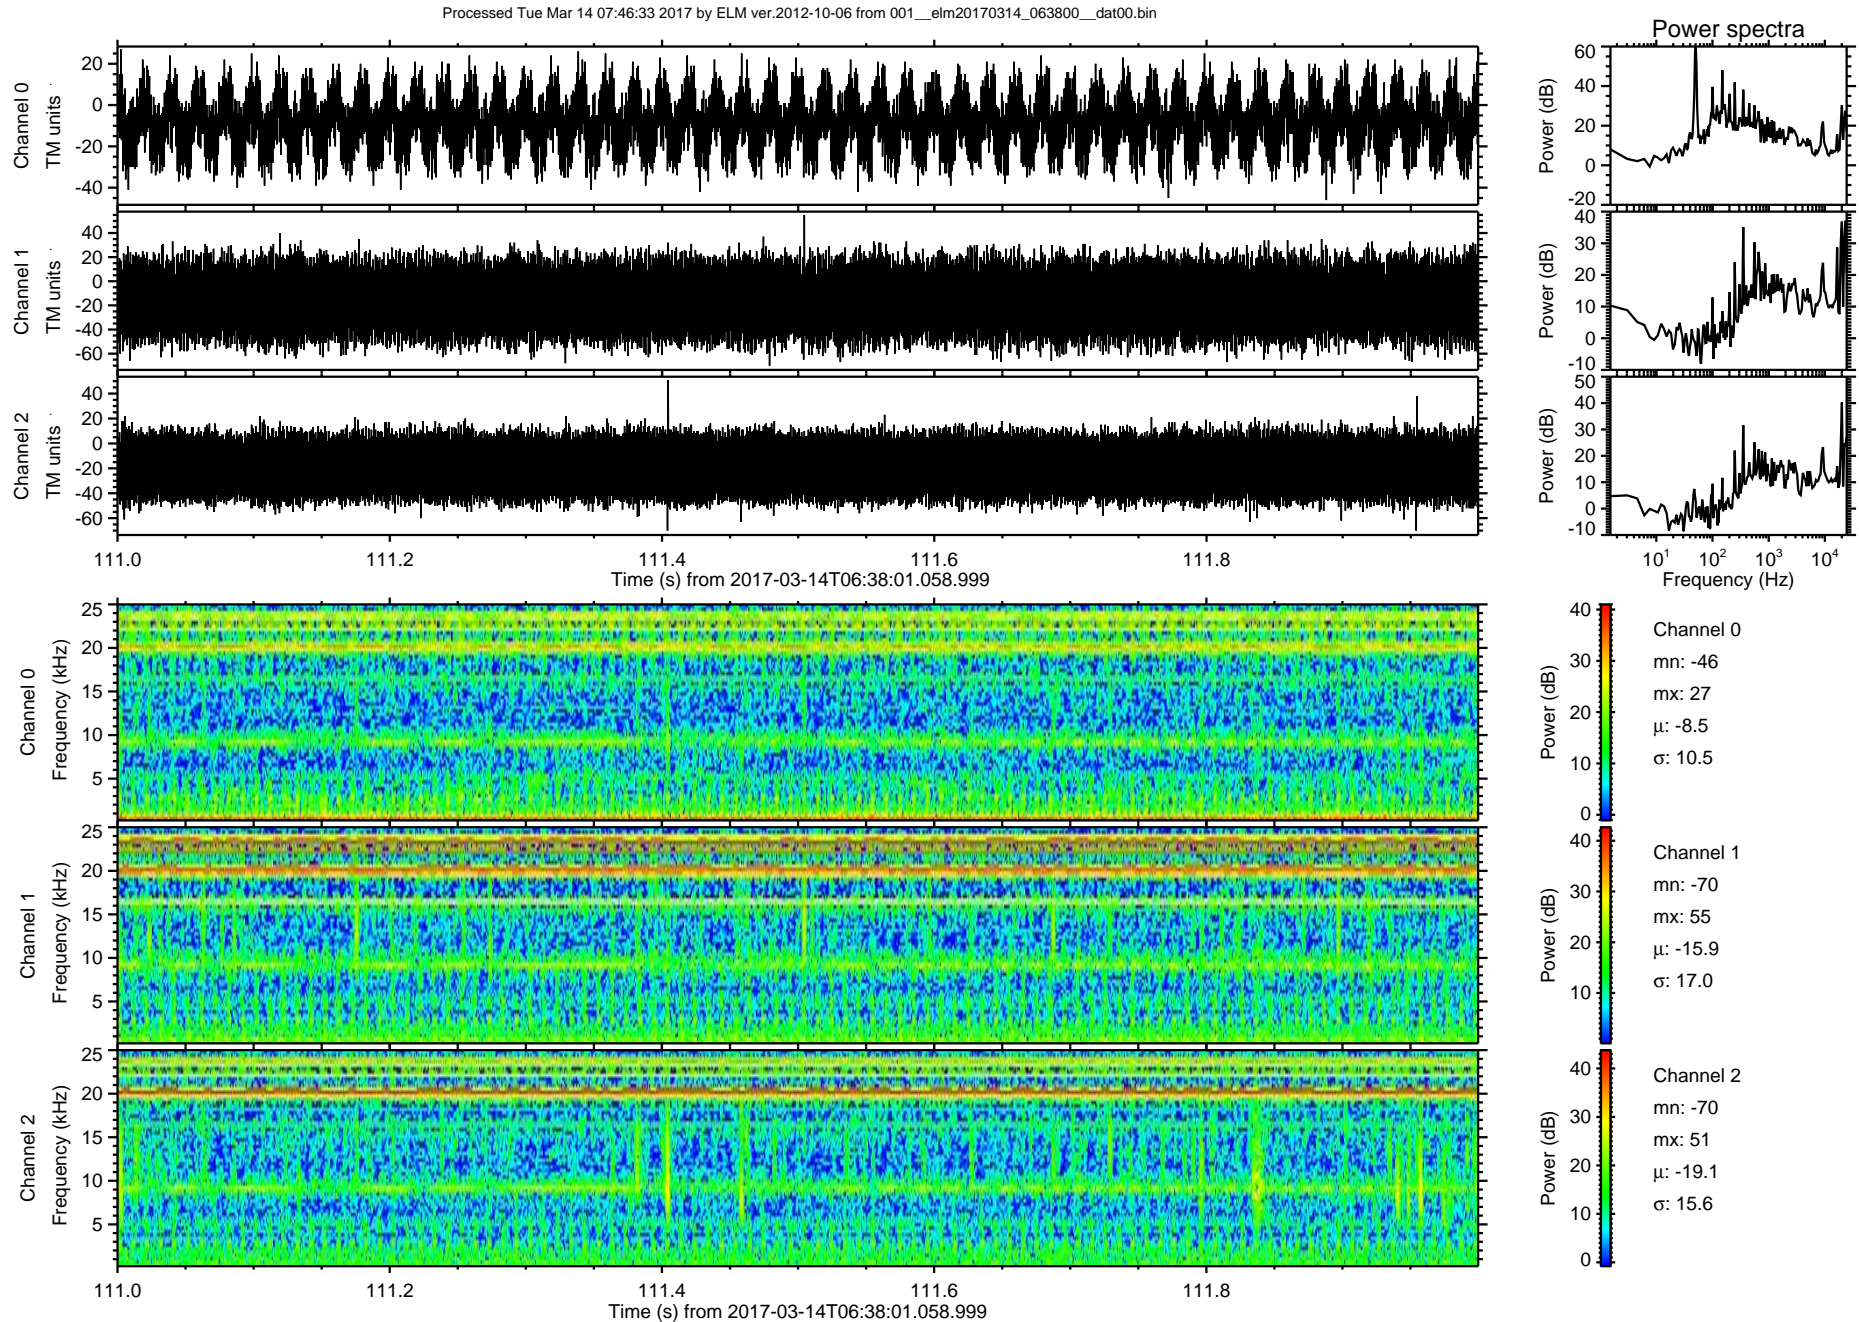 Processed Tue Mar 14 07:46:33 2017 by ELM ver.2012-10-06 from 001__elm20170314_063800__dat00.bin
Power spectra
Channel 0
TM units
20
0
-20
-40
Power (dB)
60
40
20
0
-20
Channel 1
TM units
40
20
0
-20
-40
-60
Power (dB)
40
30
20
10
0
-10
Channel 2
TM units
40
20
0
-20
-40
-60
Power (dB)
50
40
30
20
10
0
-10
111.0 111.2 111.4 111.6 111.8
Time (s) from 2017-03-14T06:38:01.058.999
10¹ 10² 10³ 10⁴
Frequency (Hz)
Channel 0
Frequency (kHz)
25
20
15
10
5
Power (dB)
40
30
20
10
0
Channel 0
mn: -46
mx: 27
μ: -8.5
σ: 10.5
Channel 1
Frequency (kHz)
25
20
15
10
5
Power (dB)
40
30
20
10
Channel 1
mn: -70
mx: 55
μ: -15.9
σ: 17.0
Channel 2
Frequency (kHz)
25
20
15
10
5
Power (dB)
40
30
20
10
0
Channel 2
mn: -70
mx: 51
μ: -19.1
σ: 15.6
111.0 111.2 111.4 111.6 111.8
Time (s) from 2017-03-14T06:38:01.058.999